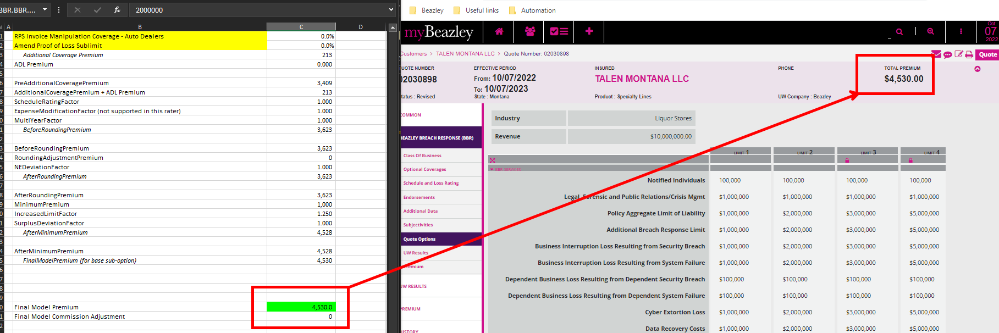 BBR.BBR....
fx
2000000
A B C D
RPS Invoice Manipulation Coverage - Auto Dealers 0.0%
Amend Proof of Loss Sublimit 0.0%
Additional Coverage Premium 213
ADL Premium 0.000
PreAdditionalCoveragePremium 3,409
AdditionalCoveragePremium + ADL Premium 213
ScheduleRatingFactor 1.000
ExpenseModificationFactor (not supported in this rater) 1.000
MultiYearFactor 1.000
BeforeRoundingPremium 3,623
BeforeRoundingPremium 3,623
RoundingAdjustmentPremium 0
NEDeviationFactor 1.000
AfterRoundingPremium 3,623
AfterRoundingPremium 3,623
MinimumPremium 1,000
IncreasedLimitFactor 1.250
SurplusDeviationFactor 1.000
AfterMinimumPremium 4,528
AfterMinimumPremium 4,528
FinalModelPremium (for base sub-option) 4,530
Final Model Premium 4,530.0
Final Model Commission Adjustment 0
Beazley Useful links Automation
myBeazley
Oct
07
2022
Customers > TALEN MONTANA LLC > Quote Number: 02030898
Quote
QUOTE NUMBER EFFECTIVE PERIOD INSURED PHONE TOTAL PREMIUM
02030898 From: 10/07/2022 TALEN MONTANA LLC $4,530.00
To: 10/07/2023
Status : Revised State : Montana Product : Specialty Lines UW Company : Beazley
COMMON
BEAZLEY BREACH RESPONSE (BBR)
Class Of Business
Optional Coverages
Schedule and Loss Rating
Endorsements
Additional Data
Subjectivities
Quote Options
UW Results
Premium
UW RESULTS
PREMIUM
HISTORY
Industry Liquor Stores
Revenue $10,000,000.00
LIMIT 1 LIMIT 2 LIMIT 3 LIMIT 4
BBR SERVICES
Notified Individuals 100,000 100,000 100,000 100,000
Legal, Forensic and Public Relations/Crisis Mgmt $1,000,000 $1,000,000 $1,000,000 $1,000,000
Policy Aggregate Limit of Liability $1,000,000 $2,000,000 $3,000,000 $5,000,000
Additional Breach Response Limit $1,000,000 $2,000,000 $3,000,000 $5,000,000
Business Interruption Loss Resulting from Security Breach $1,000,000 $2,000,000 $3,000,000 $5,000,000
Business Interruption Loss Resulting from System Failure $1,000,000 $2,000,000 $3,000,000 $5,000,000
Dependent Business Loss Resulting from Dependent Security Breach $100,000 $100,000 $100,000 $100,000
Dependent Business Loss Resulting from Dependent System Failure $100,000 $100,000 $100,000 $100,000
Cyber Extortion Loss $1,000,000 $2,000,000 $3,000,000 $5,000,000
Data Recovery Costs $1,000,000 $2,000,000 $3,000,000 $5,000,000